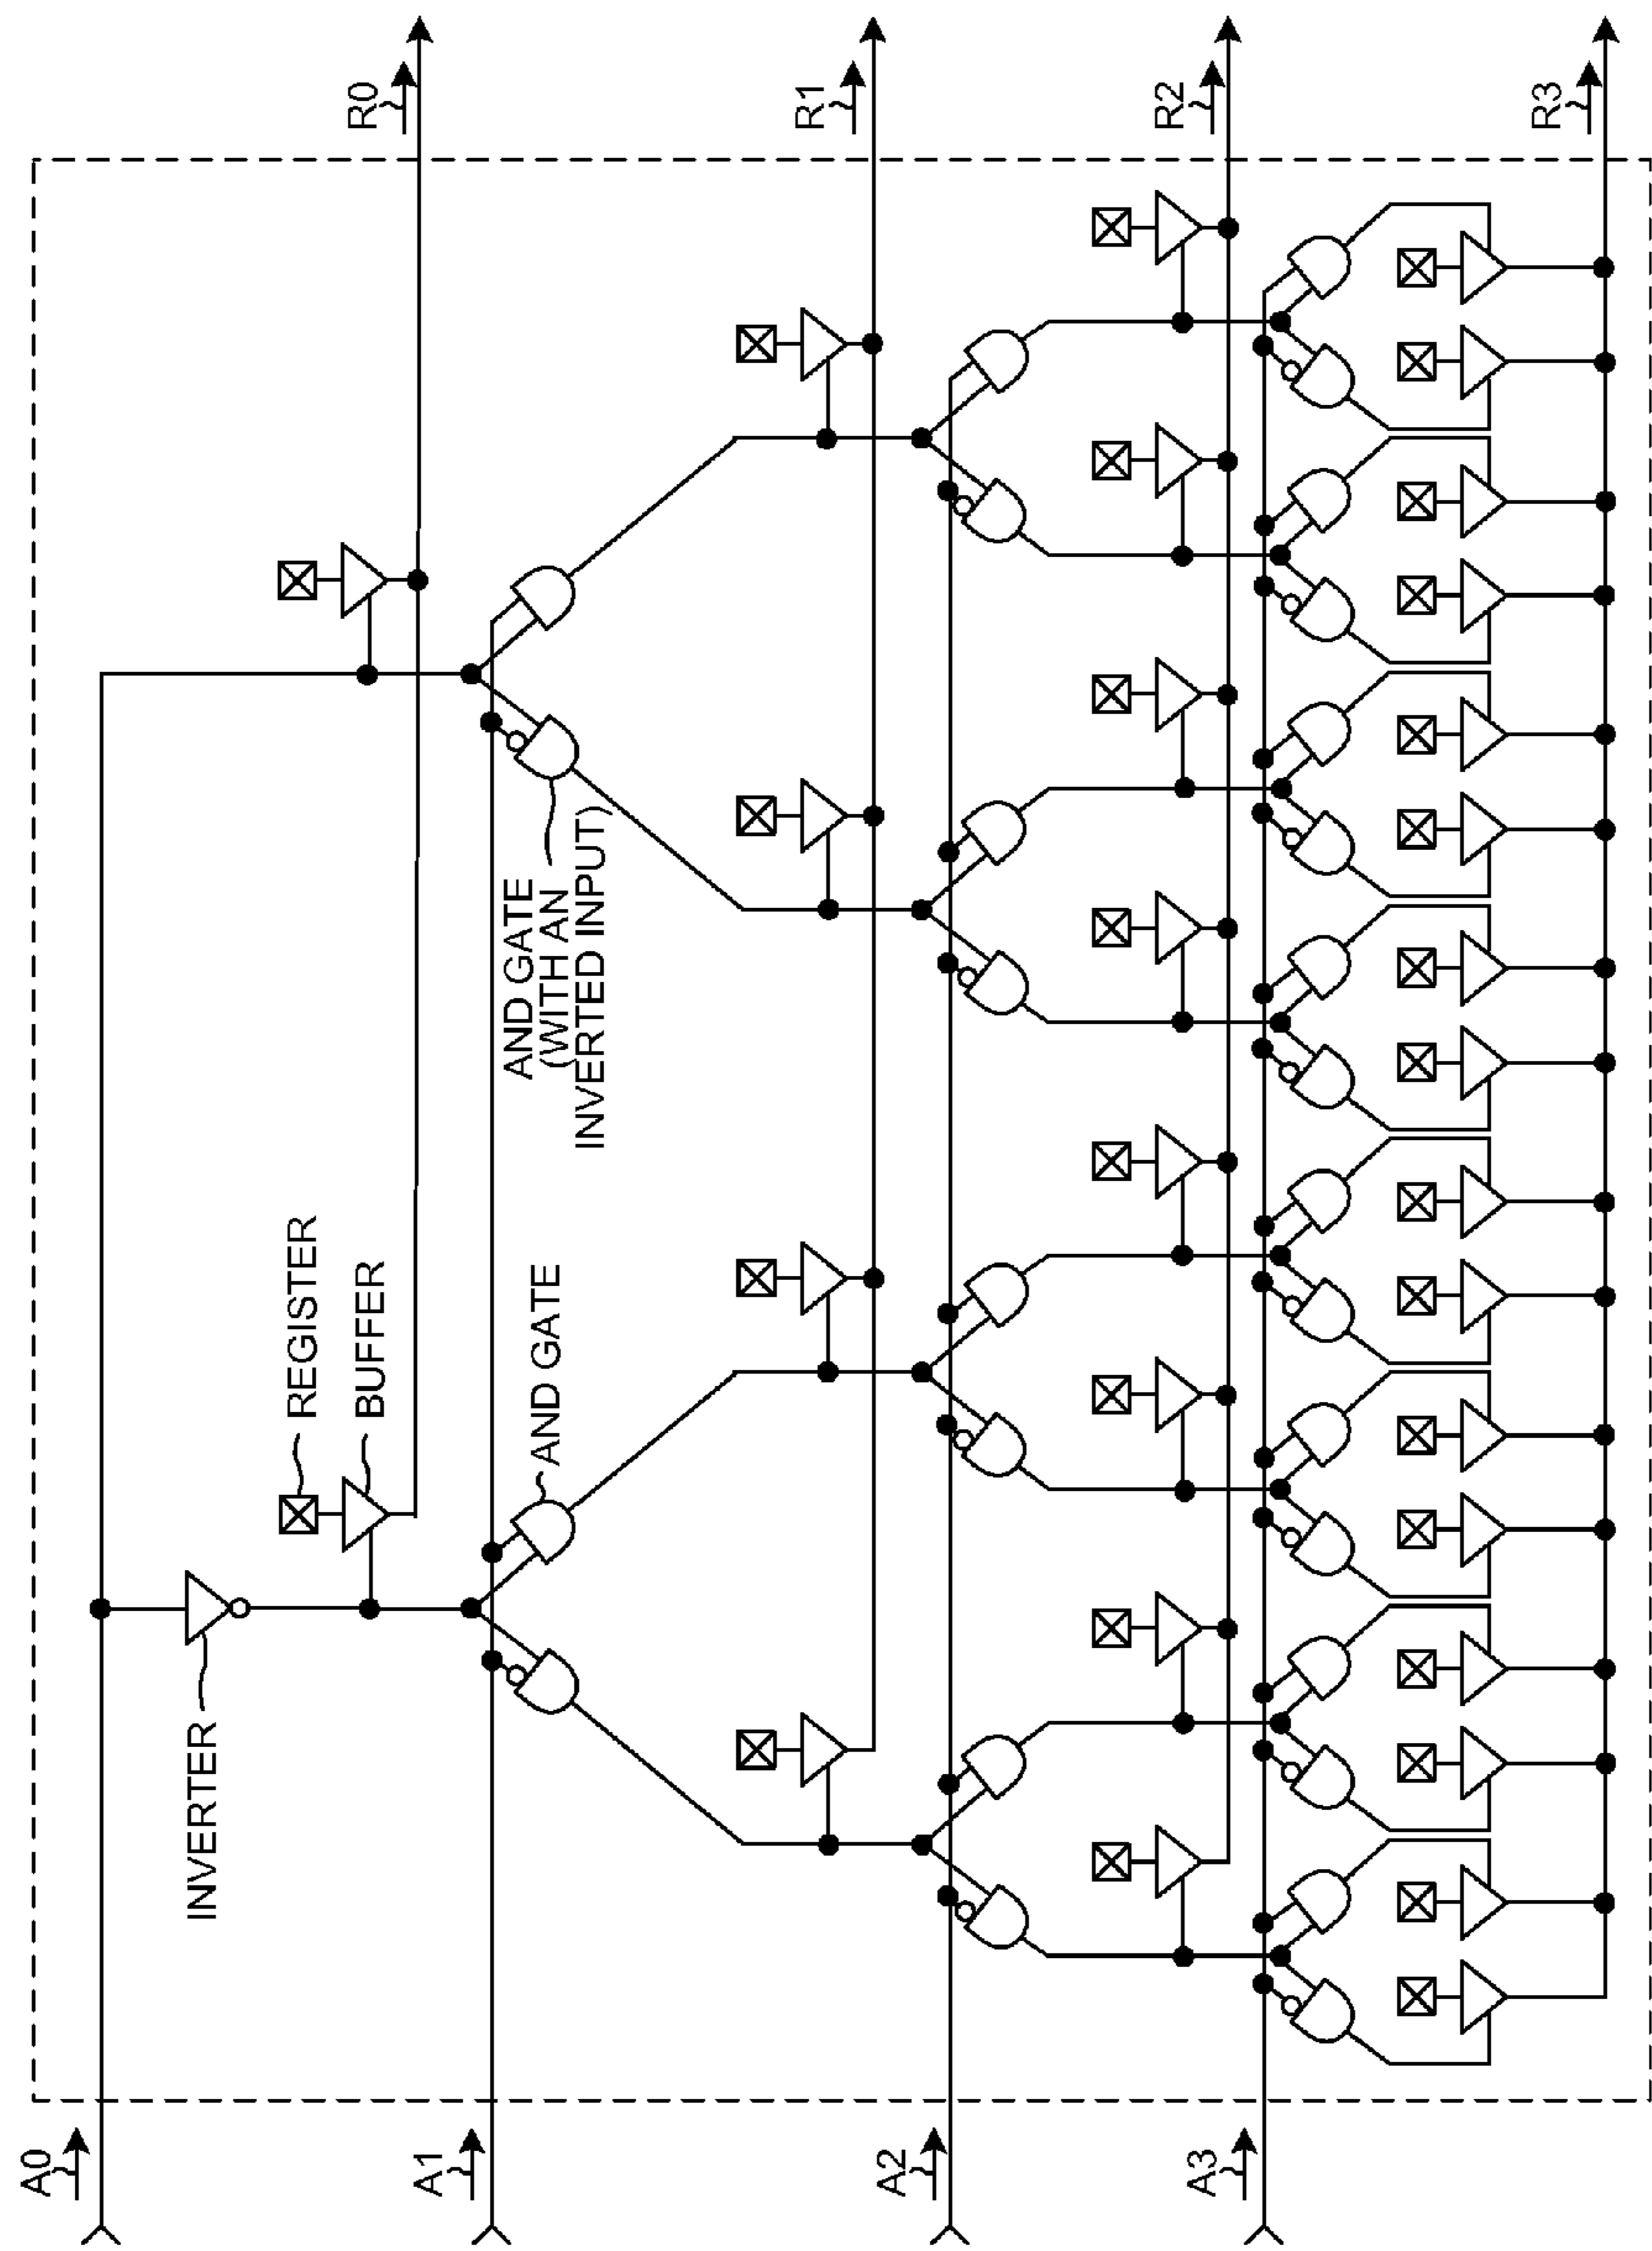 A0
A1
A2
A3
INVERTER
REGISTER
BUFFER
AND GATE
AND GATE
(WITH AN
INVERTED INPUT)
R0
R1
R2
R3